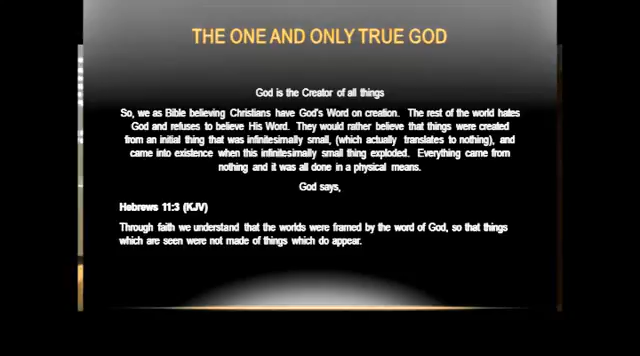 THE ONE AND ONLY TRUE GOD
God is the Creator of all things
So, we as Bible believing Christians have God's Word on creation. The rest of the world hates
God and refuses to believe His Word. They would rather believe that things were created
from an initial thing that was infinitesimally small, (which actually translates to nothing), and
came into existence when this infinitesimally small thing exploded. Everything came from
nothing and it was all done in a physical means.
God says,
Hebrews 11:3 (KJV)
Through faith we understand that the worlds were framed by the word of God, so that things
which are seen were not made of things which do appear.